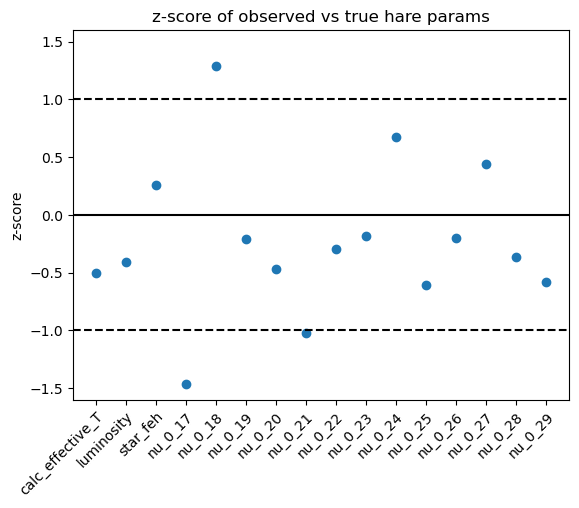 z-score of observed vs true hare params
1.5
1.0
0.5
0.0
−0.5
−1.0
−1.5
z-score
calc_effective_T
luminosity
star_feh
nu_0_17
nu_0_18
nu_0_19
nu_0_20
nu_0_21
nu_0_22
nu_0_23
nu_0_24
nu_0_25
nu_0_26
nu_0_27
nu_0_28
nu_0_29